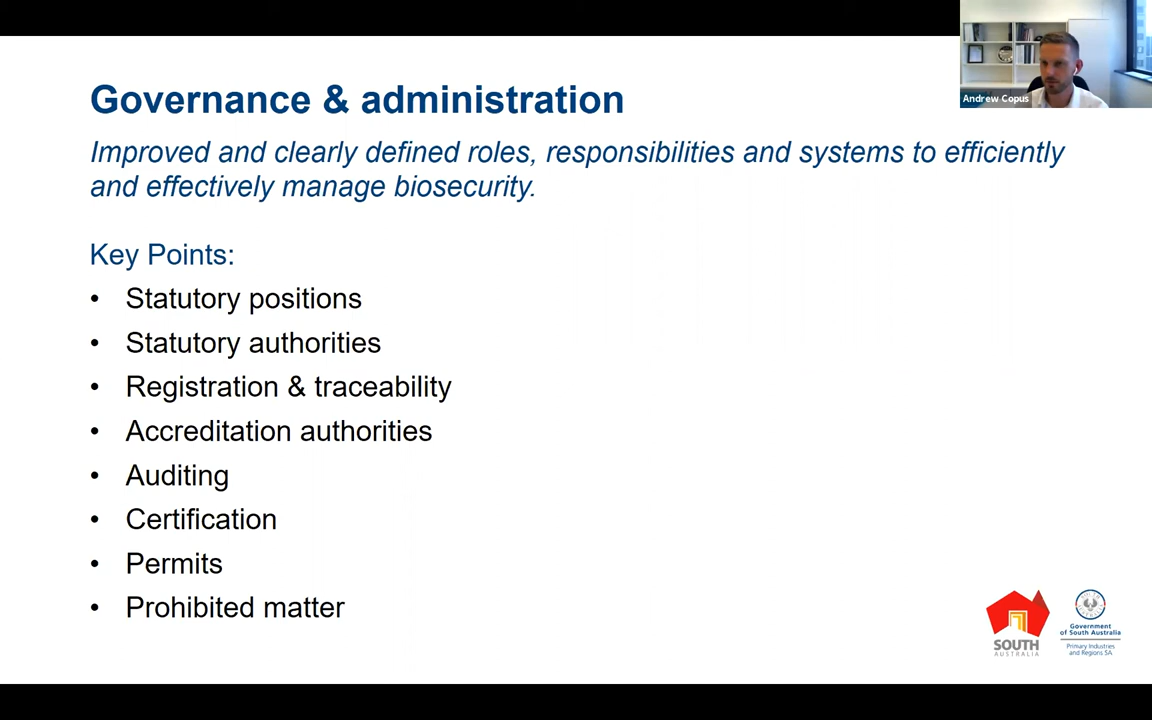 Governance & administration
Andrew Copus
Improved and clearly defined roles, responsibilities and systems to efficiently
and effectively manage biosecurity.
Key Points:
• Statutory positions
• Statutory authorities
• Registration & traceability
• Accreditation authorities
• Auditing
• Certification
• Permits
• Prohibited matter
SOUTH
AUSTRALIA
Government
of South Australia
Primary Industries
and Regions SA